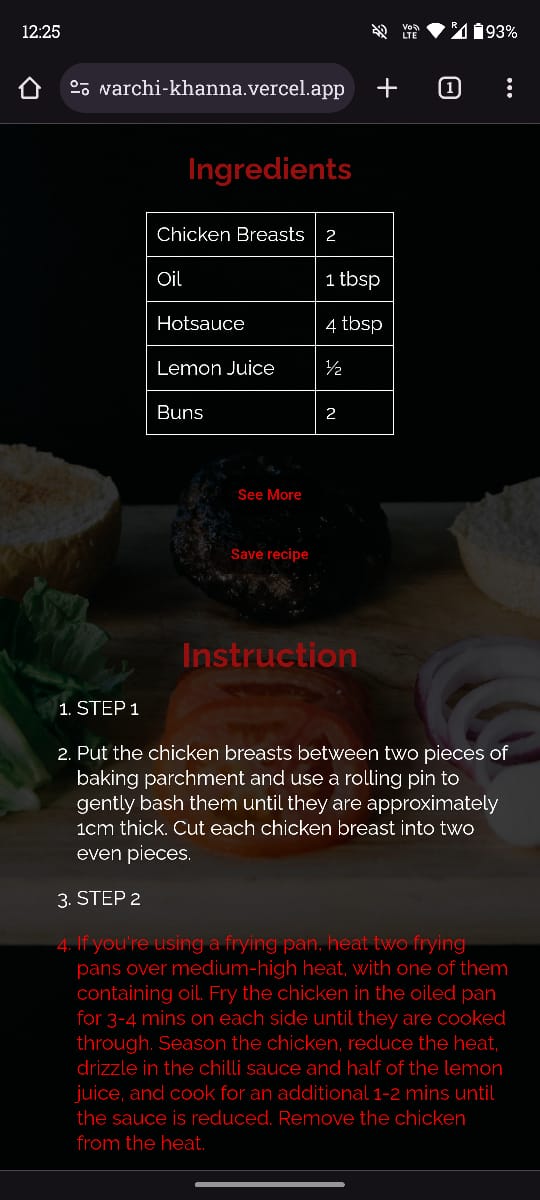 12:25
Vo)) LTE R 93%
warchi-khanna.vercel.app 1
Ingredients
Chicken Breasts 2
Oil 1 tbsp
Hotsauce 4 tbsp
Lemon Juice ½
Buns 2
See More
Save recipe
Instruction
1. STEP 1
2. Put the chicken breasts between two pieces of
baking parchment and use a rolling pin to
gently bash them until they are approximately
1cm thick. Cut each chicken breast into two
even pieces.
3. STEP 2
4. If you're using a frying pan, heat two frying
pans over medium-high heat, with one of them
containing oil. Fry the chicken in the oiled pan
for 3-4 mins on each side until they are cooked
through. Season the chicken, reduce the heat,
drizzle in the chilli sauce and half of the lemon
juice, and cook for an additional 1-2 mins until
the sauce is reduced. Remove the chicken
from the heat.